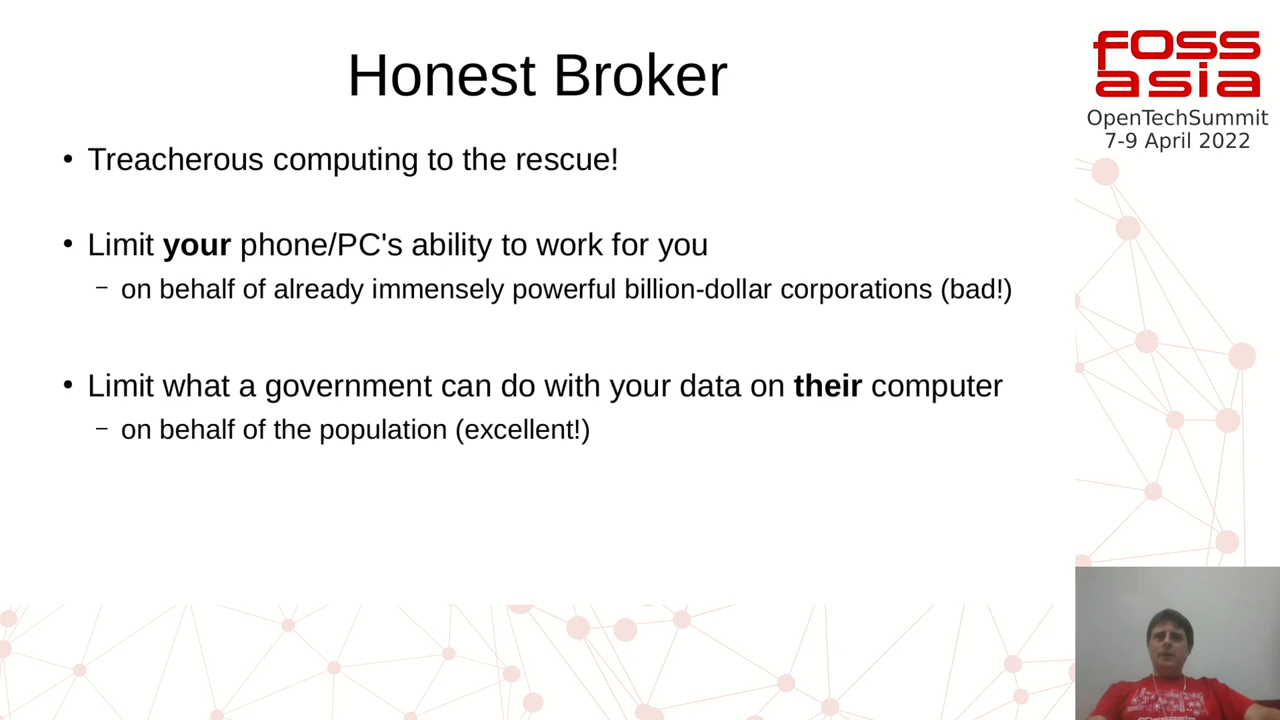 Honest Broker
• Treacherous computing to the rescue!
• Limit your phone/PC's ability to work for you
– on behalf of already immensely powerful billion-dollar corporations (bad!)
• Limit what a government can do with your data on their computer
– on behalf of the population (excellent!)
fOSS
asia
OpenTechSummit
7-9 April 2022